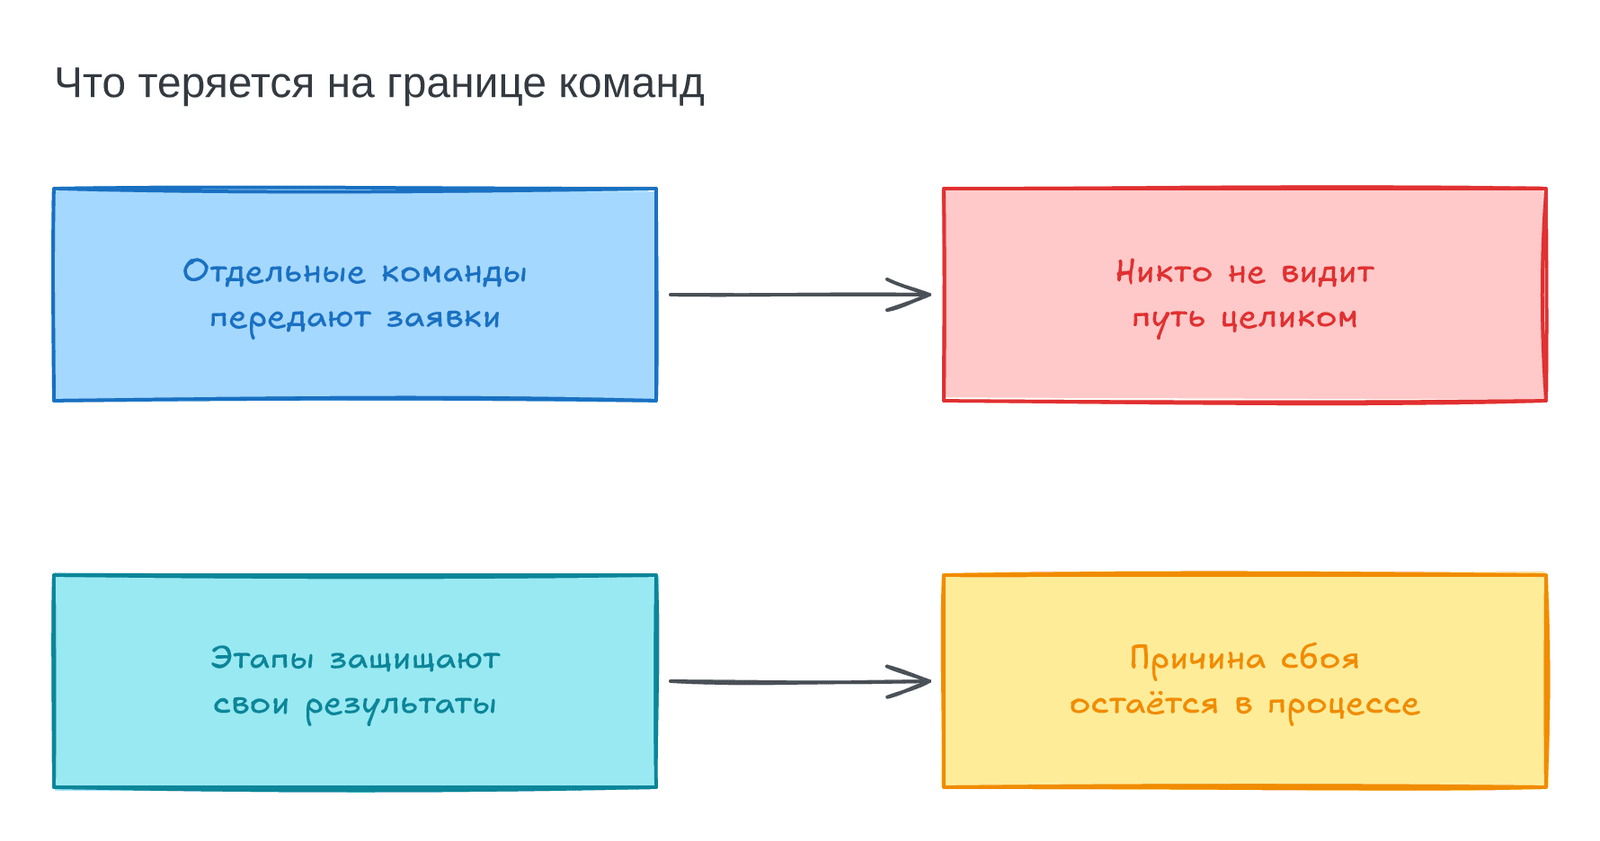 Что теряется на границе команд
Отдельные команды
передают заявки
Никто не видит
путь целиком
Этапы защищают
свои результаты
Причина сбоя
остаётся в процессе